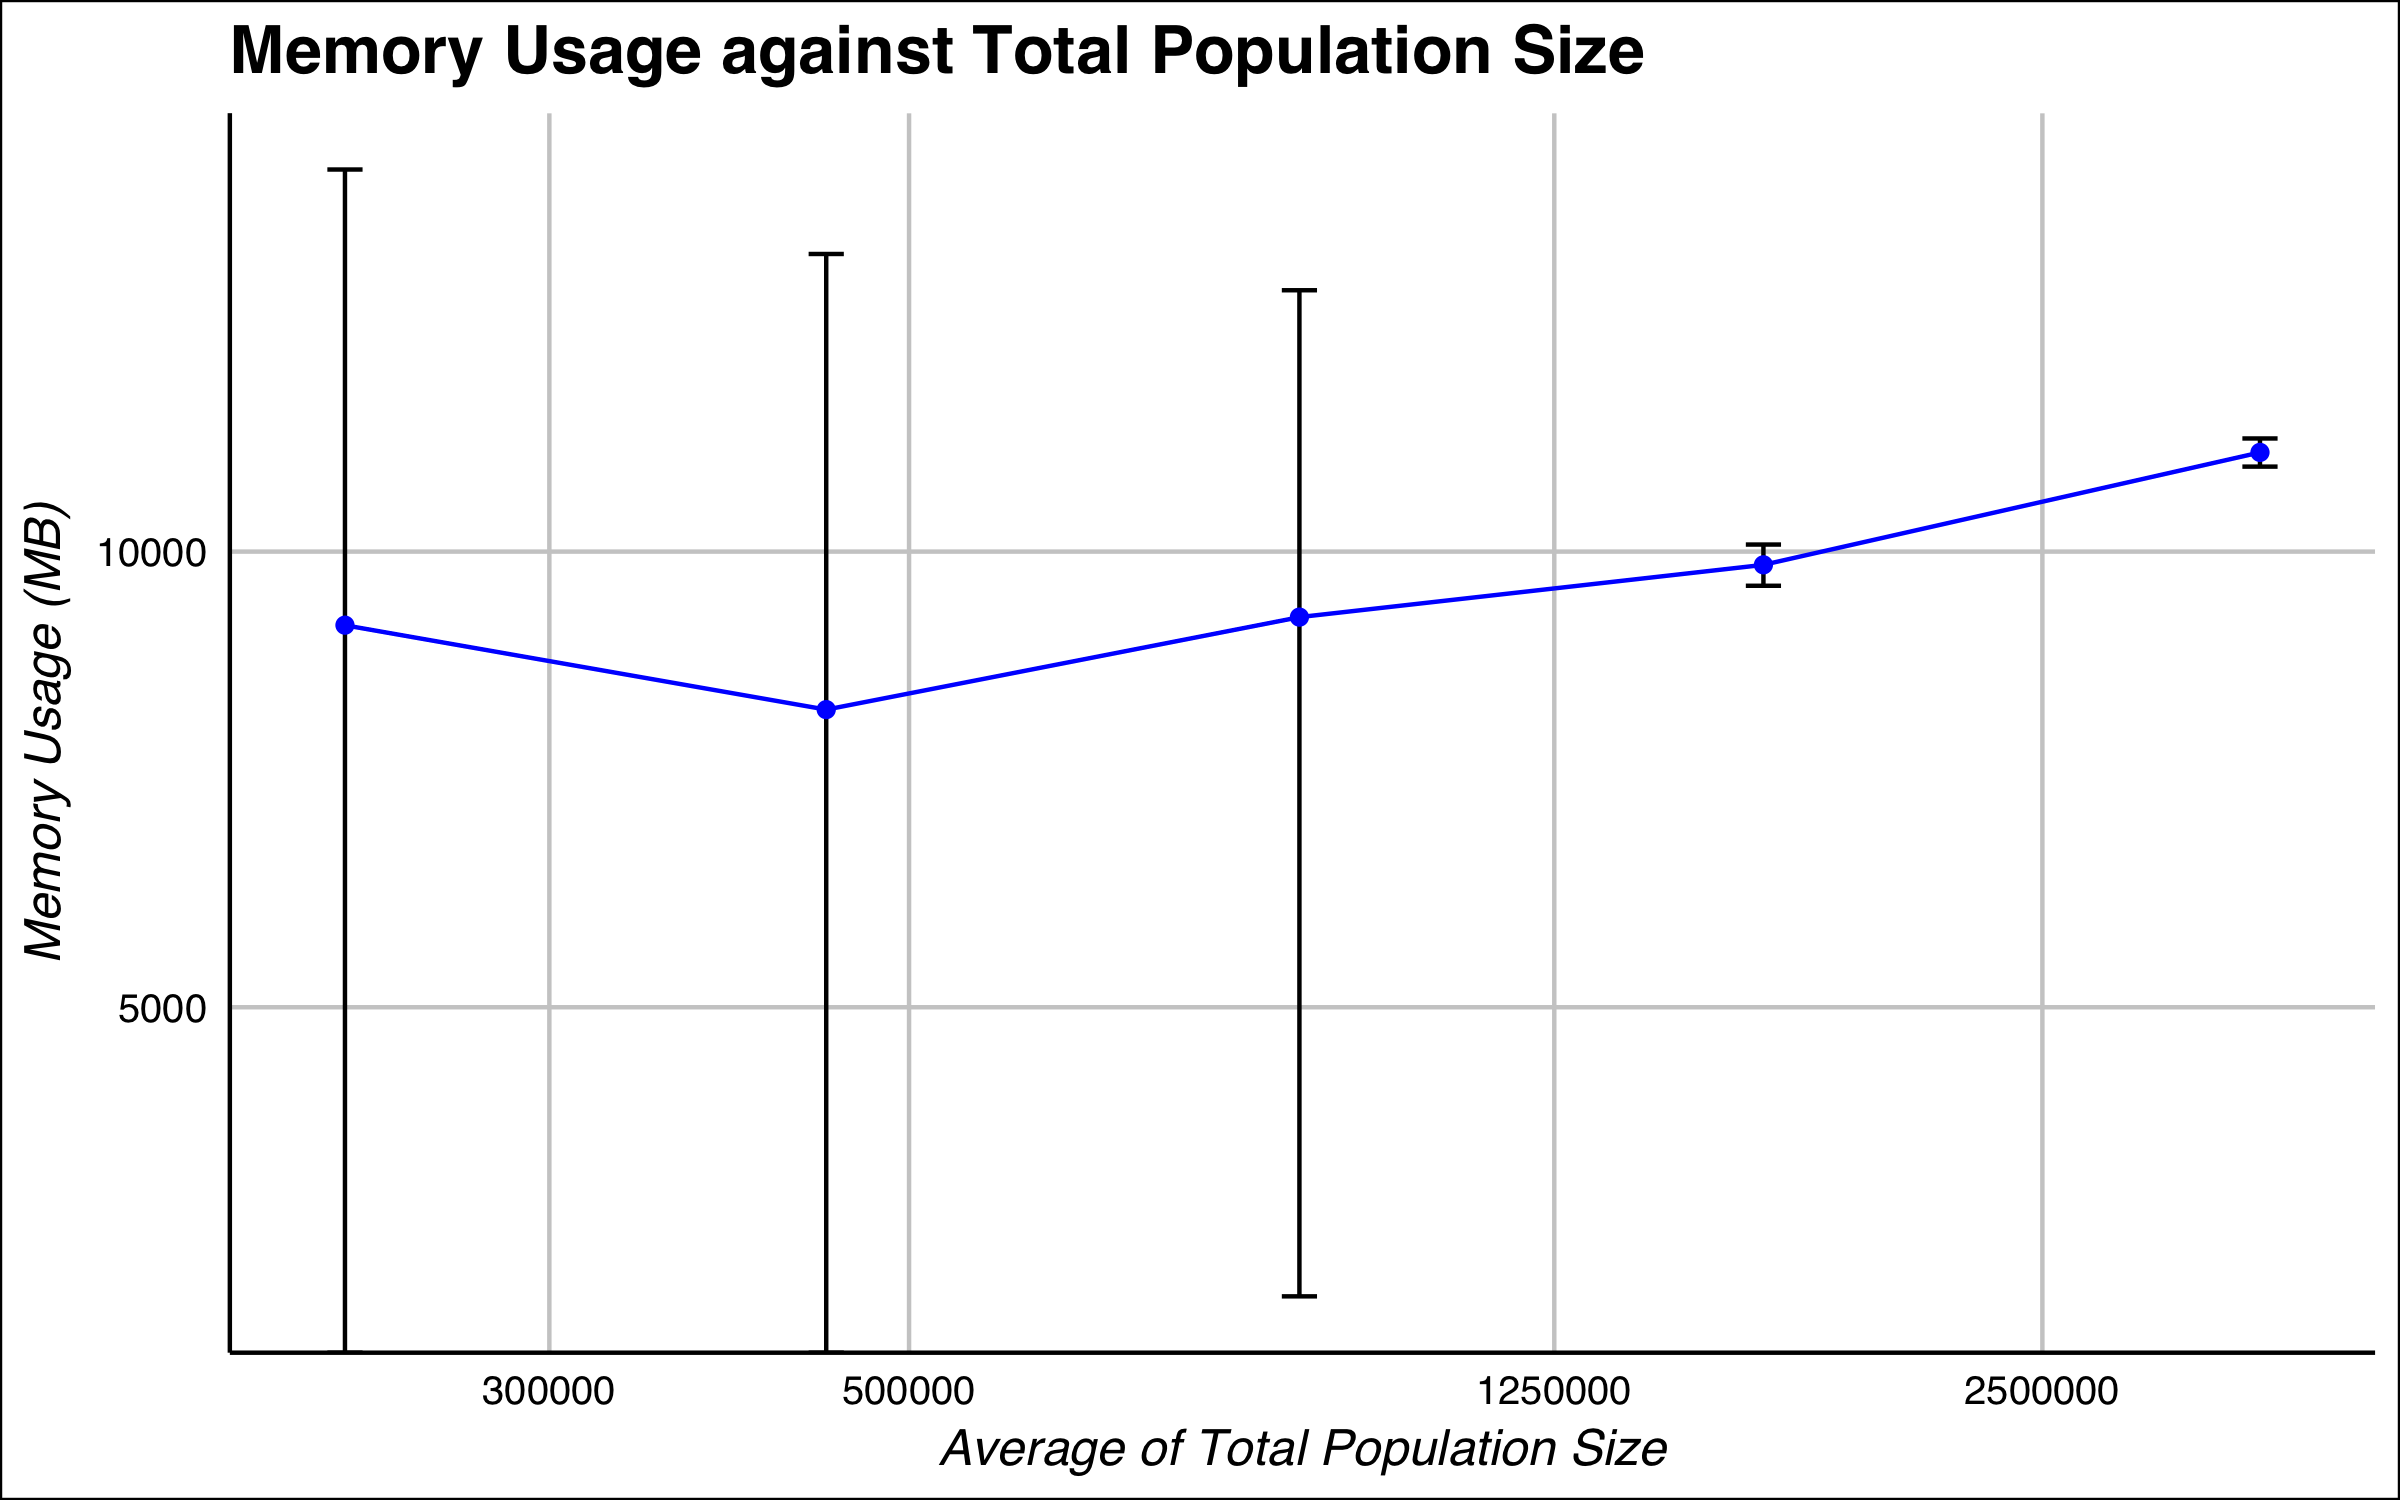 Memory Usage against Total Population Size
Memory Usage (MB)
10000
5000
300000 500000 1250000 2500000
Average of Total Population Size